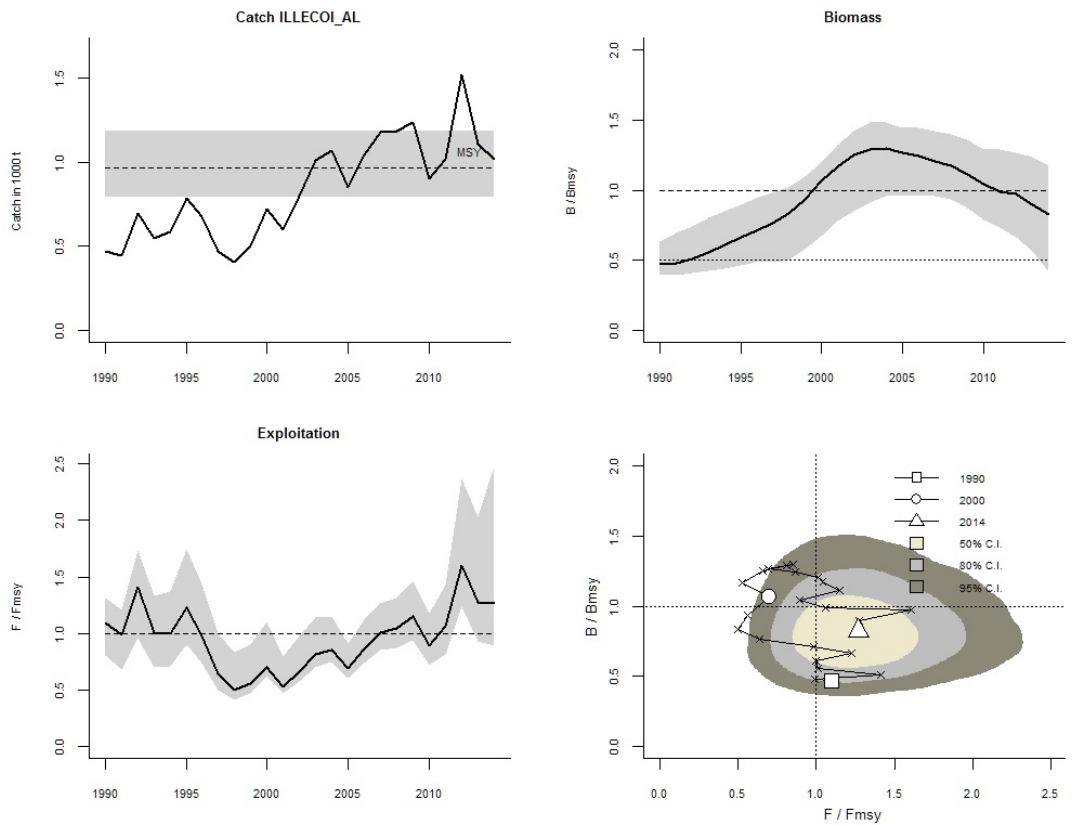 Catch ILLECOI_AL
Catch in 1000 t
0.0 0.5 1.0 1.5
MSY
1990 1995 2000 2005 2010
Biomass
B / Bmsy
0.0 0.5 1.0 1.5 2.0
1990 1995 2000 2005 2010
Exploitation
F / Fmsy
0.0 0.5 1.0 1.5 2.0 2.5
1990 1995 2000 2005 2010
B / Bmsy
0.0 0.5 1.0 1.5 2.0
1990
2000
2014
50% C.I.
80% C.I.
95% C.I.
0.0 0.5 1.0 1.5 2.0 2.5
F / Fmsy